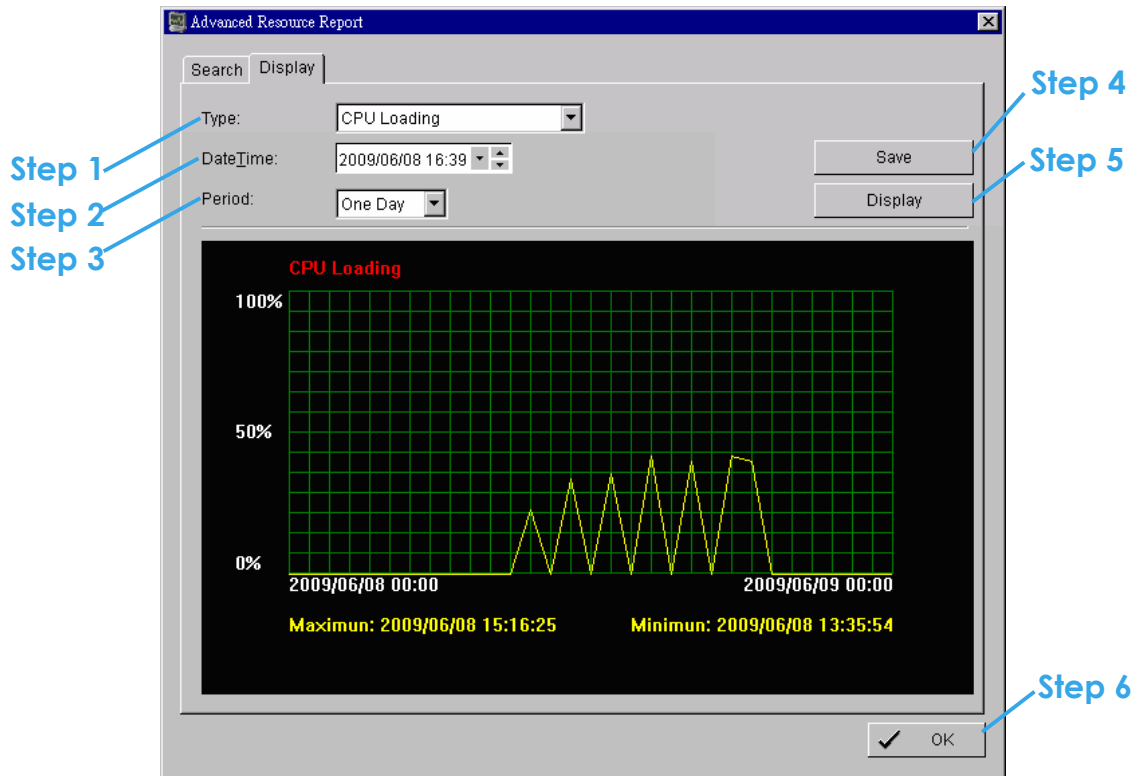 Advanced Resource Report
Search Display
Step 4
Type: CPU Loading
Step 1
DateTime: 2009/06/08 16:39
Save
Step 5
Step 2
Period: One Day
Display
Step 3
CPU Loading
100%
50%
0%
2009/06/08 00:00 2009/06/09 00:00
Maximun: 2009/06/08 15:16:25 Minimun: 2009/06/08 13:35:54
Step 6
OK